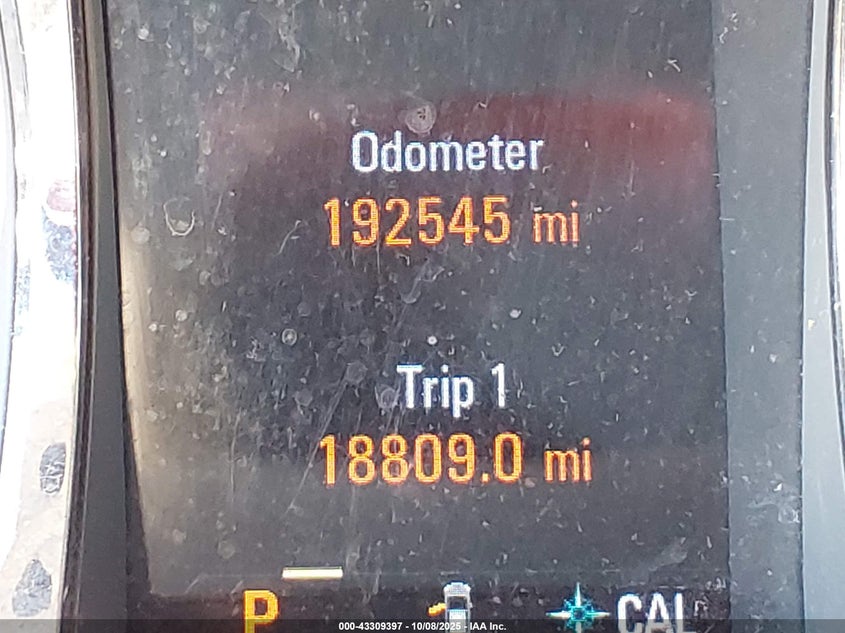 Odometer
192545 mi
Trip 1
18809.0 mi
P CAL
000-43309397 - 10/08/2025 - IAA Inc.